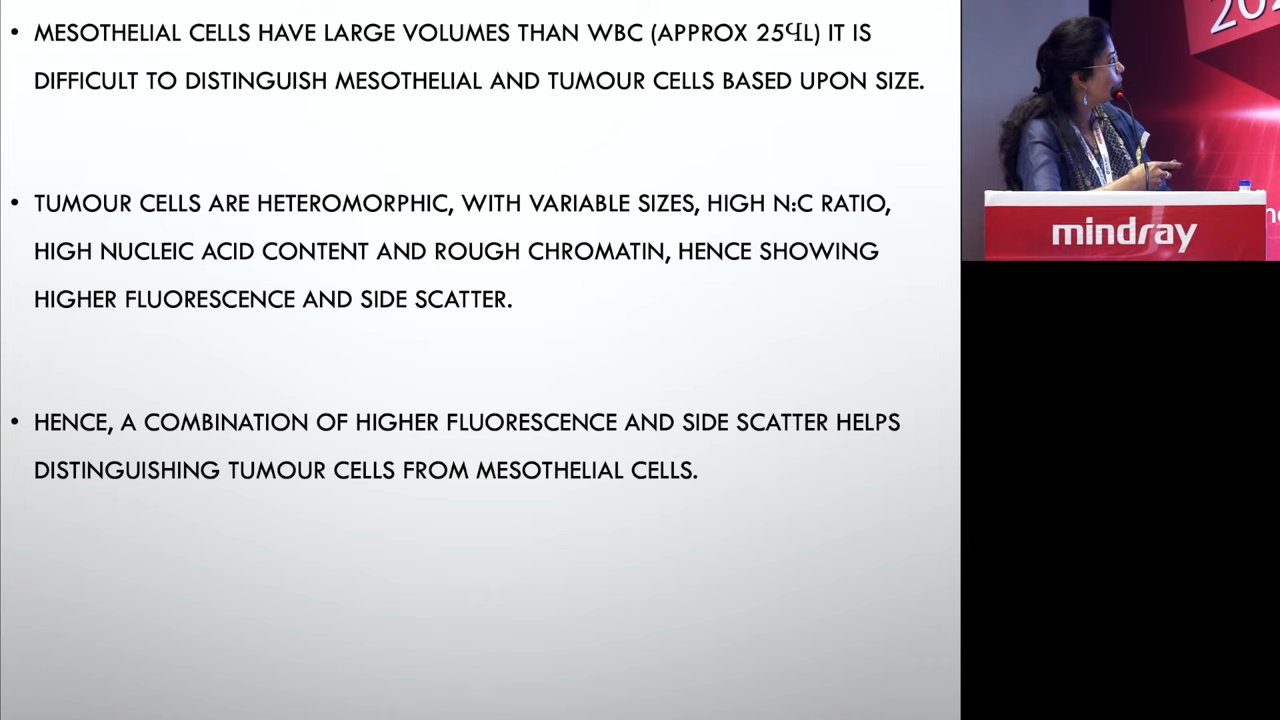 • MESOTHELIAL CELLS HAVE LARGE VOLUMES THAN WBC (APPROX 25ϤL) IT IS
DIFFICULT TO DISTINGUISH MESOTHELIAL AND TUMOUR CELLS BASED UPON SIZE.
• TUMOUR CELLS ARE HETEROMORPHIC, WITH VARIABLE SIZES, HIGH N:C RATIO,
HIGH NUCLEIC ACID CONTENT AND ROUGH CHROMATIN, HENCE SHOWING
HIGHER FLUORESCENCE AND SIDE SCATTER.
• HENCE, A COMBINATION OF HIGHER FLUORESCENCE AND SIDE SCATTER HELPS
DISTINGUISHING TUMOUR CELLS FROM MESOTHELIAL CELLS.
mindray